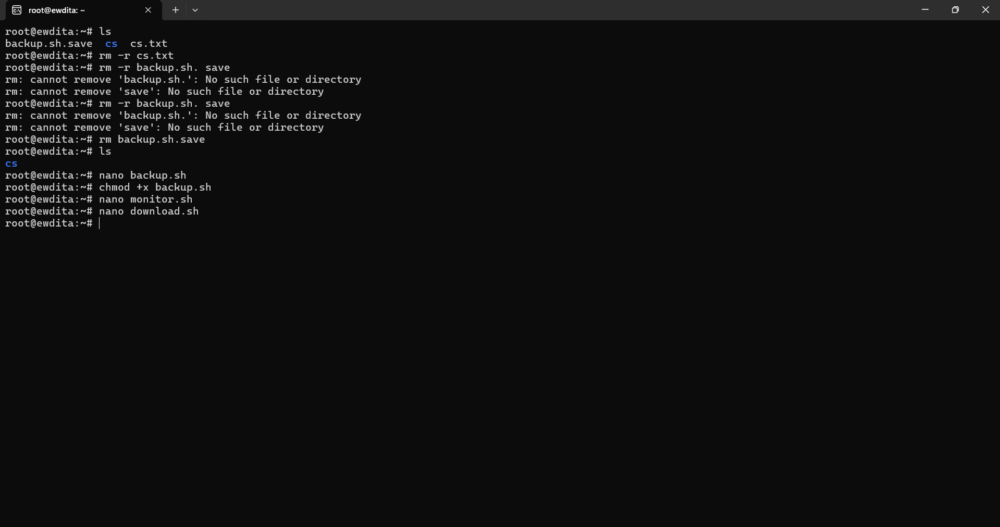 root@ewdita: ~
root@ewdita:~# ls
backup.sh.save  cs  cs.txt
root@ewdita:~# rm -r cs.txt
root@ewdita:~# rm -r backup.sh. save
rm: cannot remove 'backup.sh.': No such file or directory
rm: cannot remove 'save': No such file or directory
root@ewdita:~# rm -r backup.sh. save
rm: cannot remove 'backup.sh.': No such file or directory
rm: cannot remove 'save': No such file or directory
root@ewdita:~# rm backup.sh.save
root@ewdita:~# ls
cs
root@ewdita:~# nano backup.sh
root@ewdita:~# chmod +x backup.sh
root@ewdita:~# nano monitor.sh
root@ewdita:~# nano download.sh
root@ewdita:~#